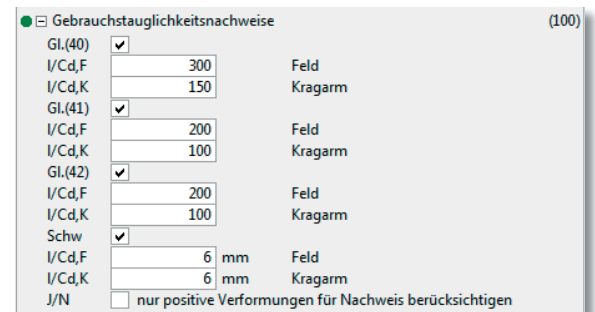 Gebrauchstauglichkeitsnachweise (100)
Gl.(40)
l/Cd,F 300 Feld
l/Cd,K 150 Kragarm
Gl.(41)
l/Cd,F 200 Feld
l/Cd,K 100 Kragarm
Gl.(42)
l/Cd,F 200 Feld
l/Cd,K 100 Kragarm
Schw
l/Cd,F 6 mm Feld
l/Cd,K 6 mm Kragarm
J/N nur positive Verformungen für Nachweis berücksichtigen